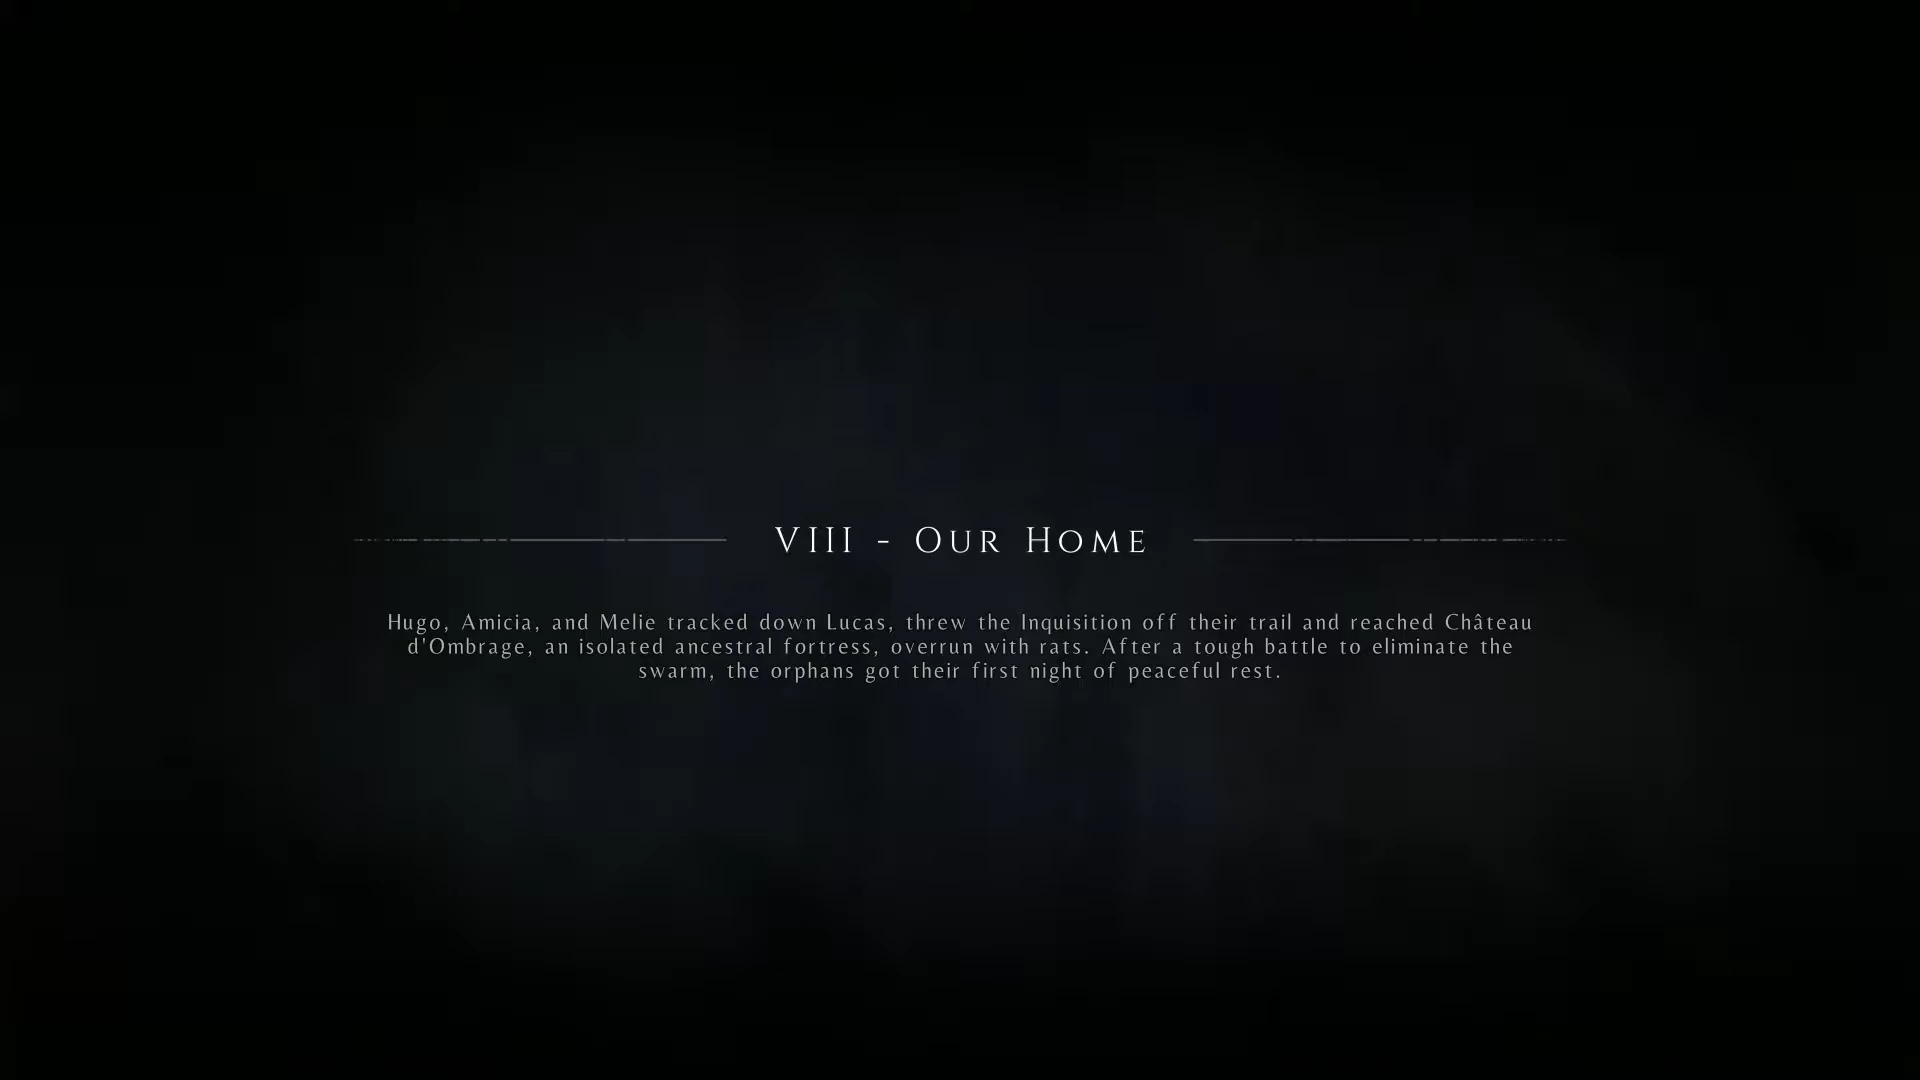 VIII - Our Home
Hugo, Amicia, and Melie tracked down Lucas, threw the Inquisition off their trail and reached Château
d'Ombrage, an isolated ancestral fortress, overrun with rats. After a tough battle to eliminate the
swarm, the orphans got their first night of peaceful rest.